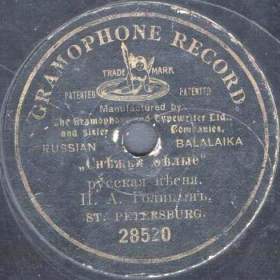 GRAMOPHONE RECORD
TRADE MARK
PATENTED PATENTED
Manufactured by
The Gramophone and Typewriter Ltd.
and sister Companies.
RUSSIAN BALALAIKA
„Снѣжки бѣлые"
русская пѣсня.
П. А.
ST. PETERSBURG.
28520